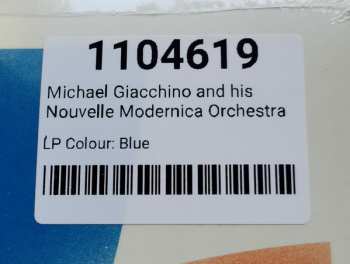 1104619
Michael Giacchino and his
Nouvelle Modernica Orchestra
LP Colour: Blue